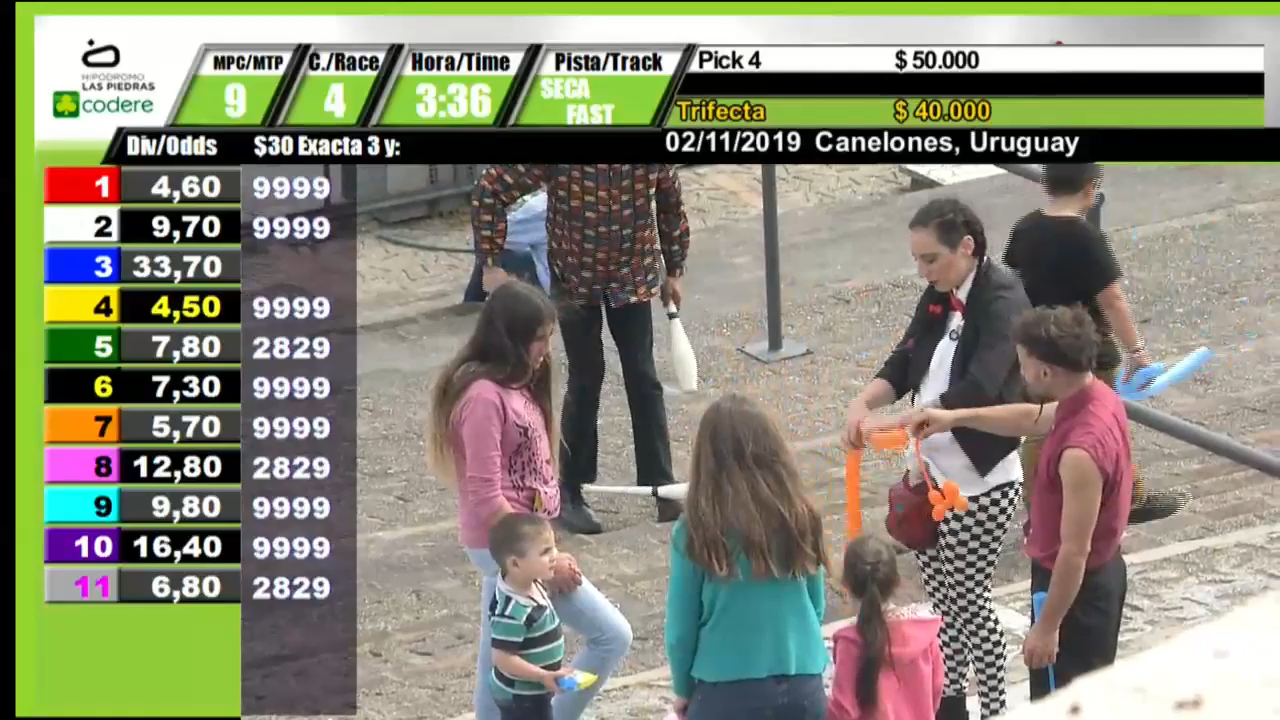 HIPÓDROMO
LAS PIEDRAS
codere
MPC/MTP
9
C./Race
4
Hora/Time
3:36
Pista/Track
SECA
FAST
Pick 4 $ 50.000
Trifecta $ 40.000
Div/Odds $30 Exacta 3 y: 02/11/2019 Canelones, Uruguay
1 4,60 9999
2 9,70 9999
3 33,70
4 4,50 9999
5 7,80 2829
6 7,30 9999
7 5,70 9999
8 12,80 2829
9 9,80 9999
10 16,40 9999
11 6,80 2829